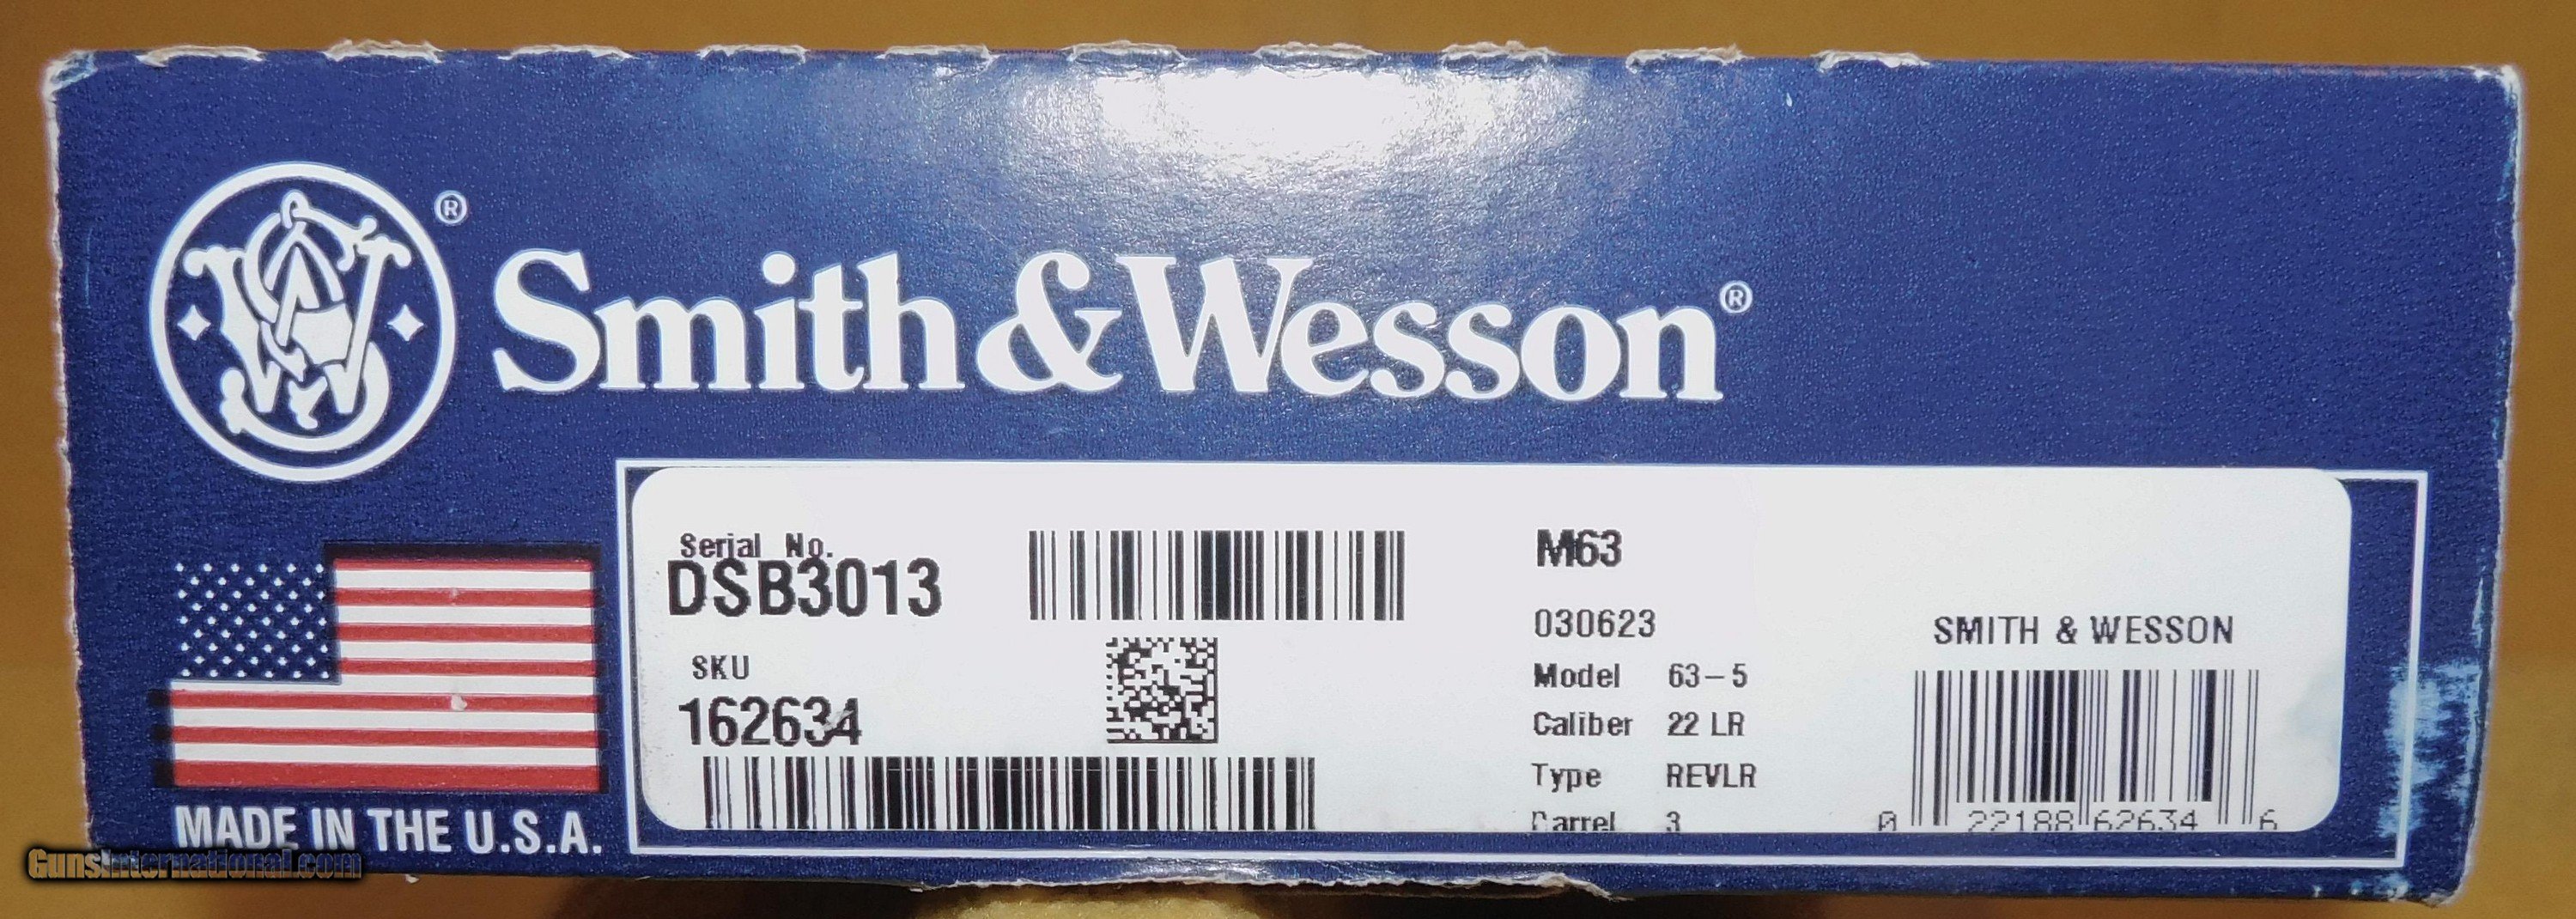 ®
Smith & Wesson®
Serial No.
DSB3013
SKU
162634
M63
030623
Model 63-5
Caliber 22 LR
Type REVLR
Barrel 3
SMITH & WESSON
0 22188 62634 6
MADE IN THE U.S.A.
GunsInternational.com